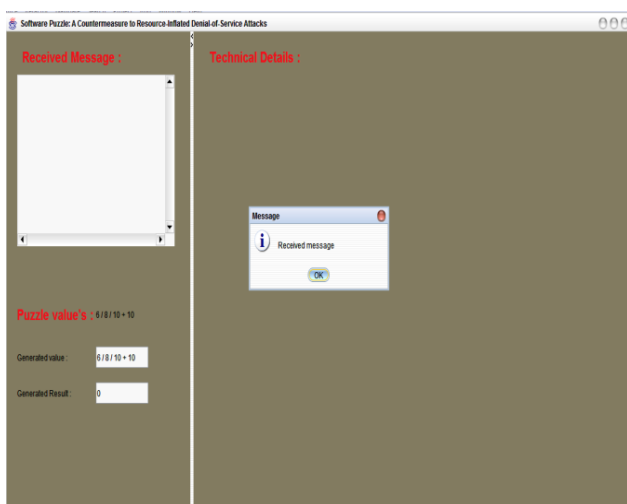 Software Puzzle: A Countermeasure to Resource-Inflated Denial-of-Service Attacks
Received Message :
Technical Details :
Message
i
Received message
OK
Puzzle value's : 6 / 8 / 10 + 10
Generated value : 6 / 8 / 10 + 10
Generated Result : 0